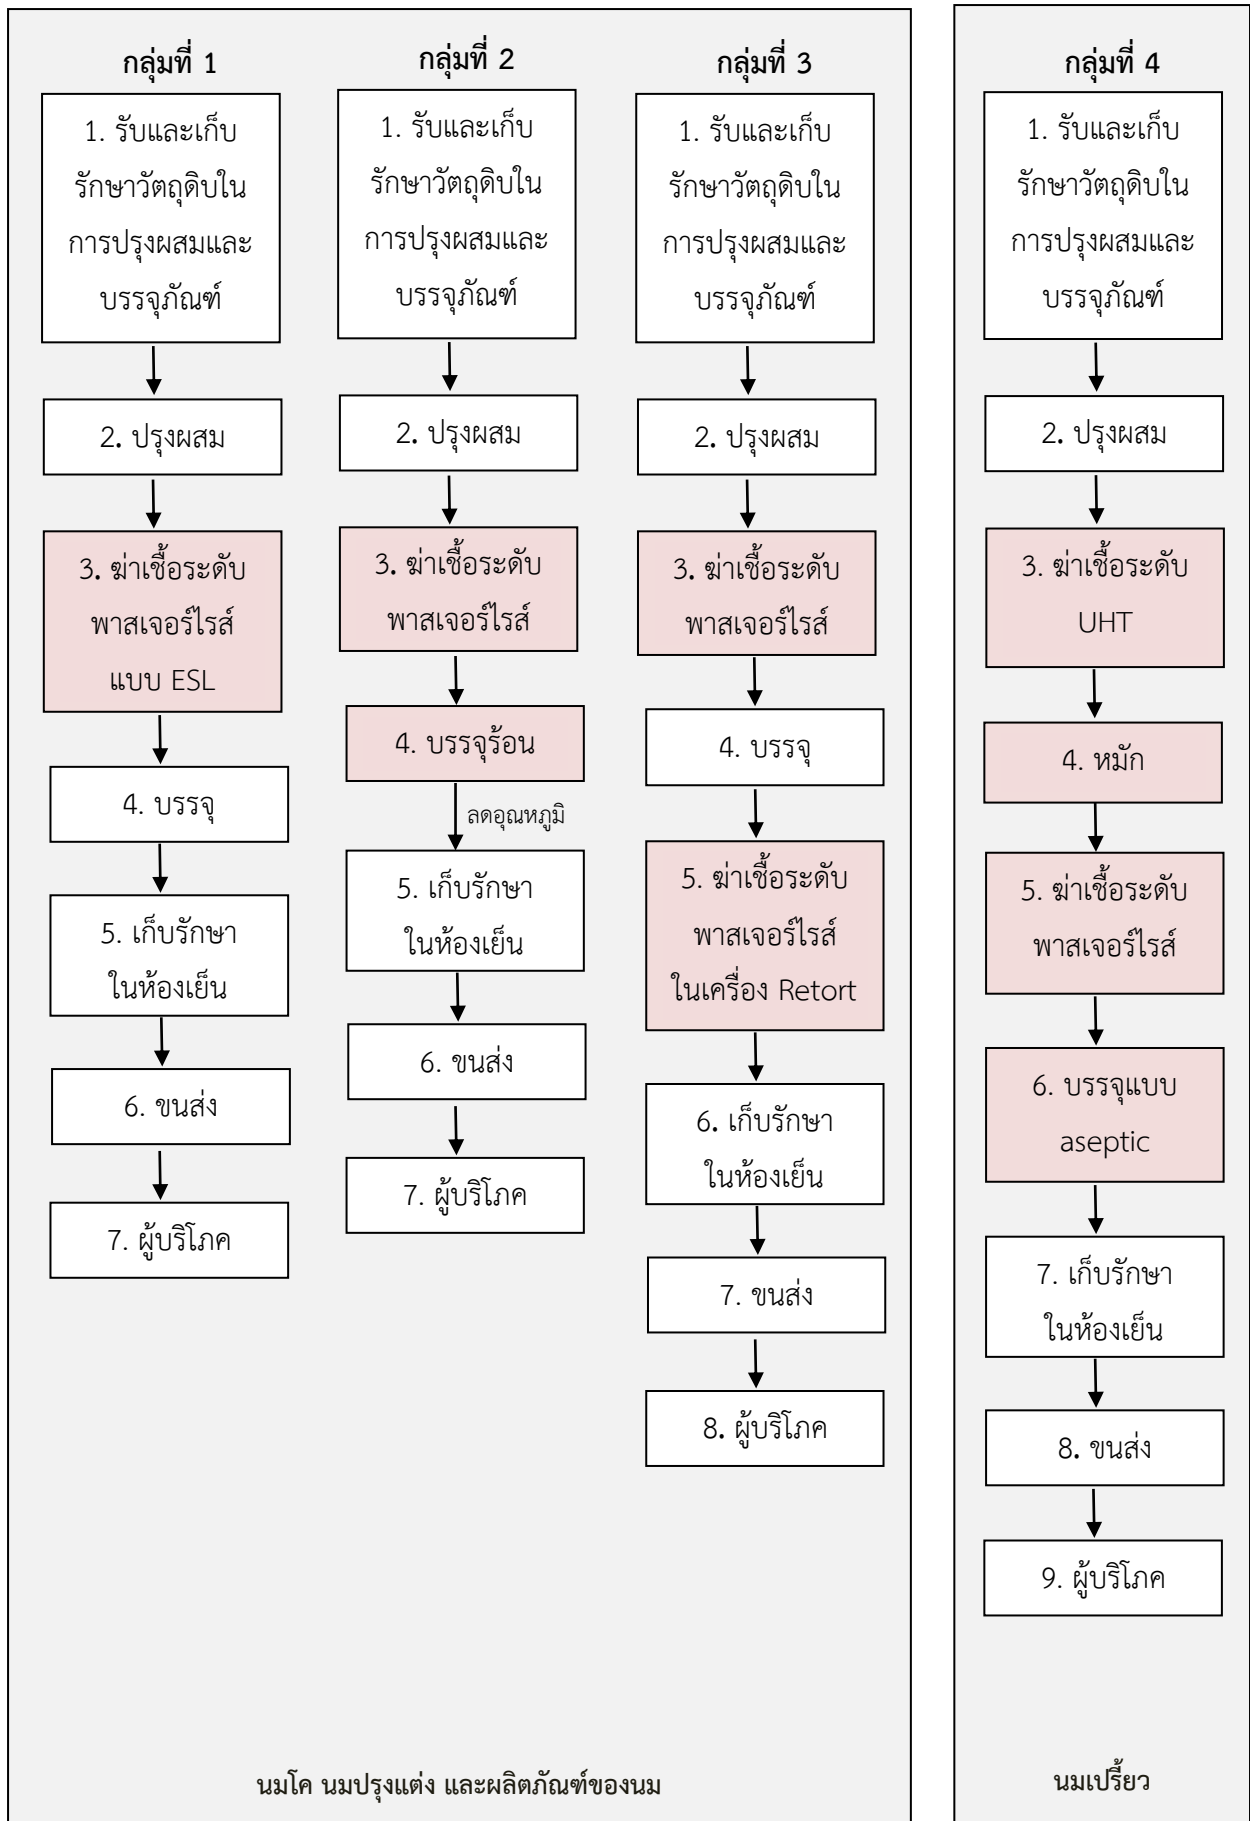 กลุ่มที่ 1
1. รับและเก็บ
รักษาวัตถุดิบใน
การปรุงผสมและ
บรรจุภัณฑ์
2. ปรุงผสม
3. ฆ่าเชื้อระดับ
พาสเจอร์ไรส์
แบบ ESL
4. บรรจุ
5. เก็บรักษา
ในห้องเย็น
6. ขนส่ง
7. ผู้บริโภค
กลุ่มที่ 2
1. รับและเก็บ
รักษาวัตถุดิบใน
การปรุงผสมและ
บรรจุภัณฑ์
2. ปรุงผสม
3. ฆ่าเชื้อระดับ
พาสเจอร์ไรส์
4. บรรจุร้อน
ลดอุณหภูมิ
5. เก็บรักษา
ในห้องเย็น
6. ขนส่ง
7. ผู้บริโภค
กลุ่มที่ 3
1. รับและเก็บ
รักษาวัตถุดิบใน
การปรุงผสมและ
บรรจุภัณฑ์
2. ปรุงผสม
3. ฆ่าเชื้อระดับ
พาสเจอร์ไรส์
4. บรรจุ
5. ฆ่าเชื้อระดับ
พาสเจอร์ไรส์
ในเครื่อง Retort
6. เก็บรักษา
ในห้องเย็น
7. ขนส่ง
8. ผู้บริโภค
นมโค นมปรุงแต่ง และผลิตภัณฑ์ของนม
กลุ่มที่ 4
1. รับและเก็บ
รักษาวัตถุดิบใน
การปรุงผสมและ
บรรจุภัณฑ์
2. ปรุงผสม
3. ฆ่าเชื้อระดับ
UHT
4. หมัก
5. ฆ่าเชื้อระดับ
พาสเจอร์ไรส์
6. บรรจุแบบ
aseptic
7. เก็บรักษา
ในห้องเย็น
8. ขนส่ง
9. ผู้บริโภค
นมเปรี้ยว